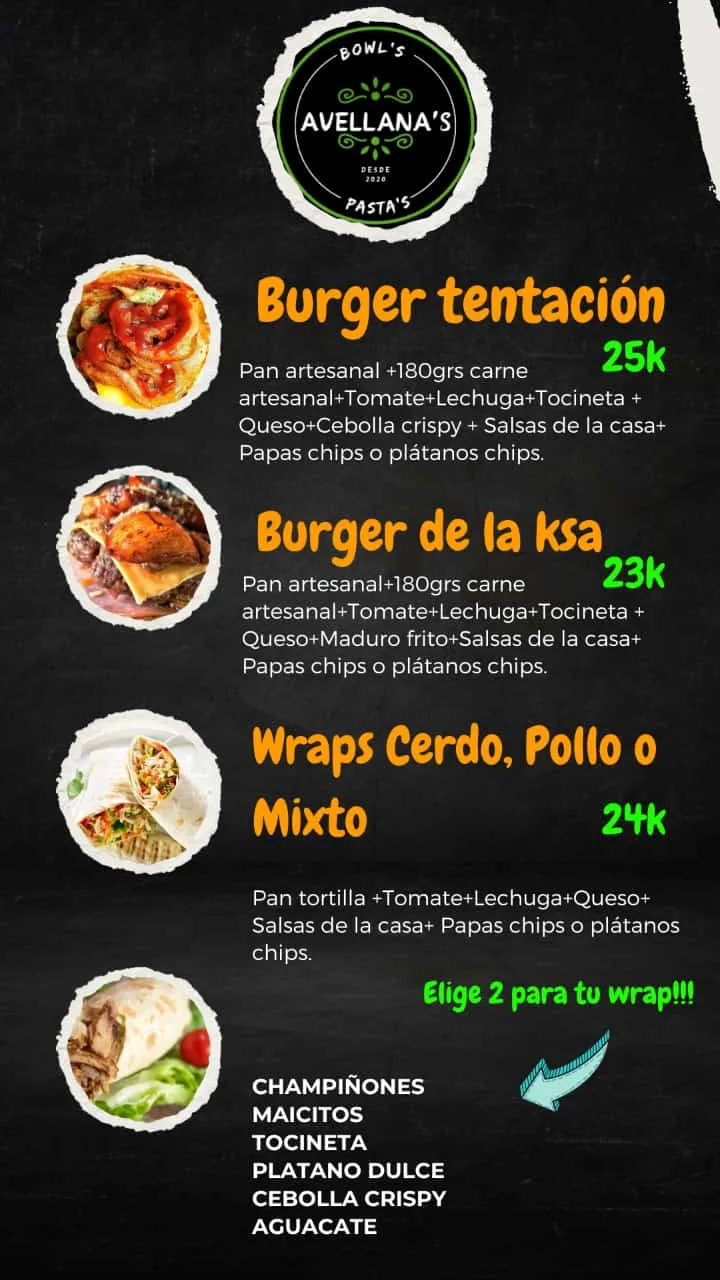 BOWL'S
AVELLANA'S
DESDE
2020
PASTA'S
Burger tentación
25k
Pan artesanal +180grs carne
artesanal+Tomate+Lechuga+Tocineta +
Queso+Cebolla crispy + Salsas de la casa+
Papas chips o plátanos chips.
Burger de la ksa
23k
Pan artesanal+180grs carne
artesanal+Tomate+Lechuga+Tocineta +
Queso+Maduro frito+Salsas de la casa+
Papas chips o plátanos chips.
Wraps Cerdo, Pollo o
Mixto 24k
Pan tortilla +Tomate+Lechuga+Queso+
Salsas de la casa+ Papas chips o plátanos
chips.
Elige 2 para tu wrap!!!
CHAMPIÑONES
MAICITOS
TOCINETA
PLATANO DULCE
CEBOLLA CRISPY
AGUACATE